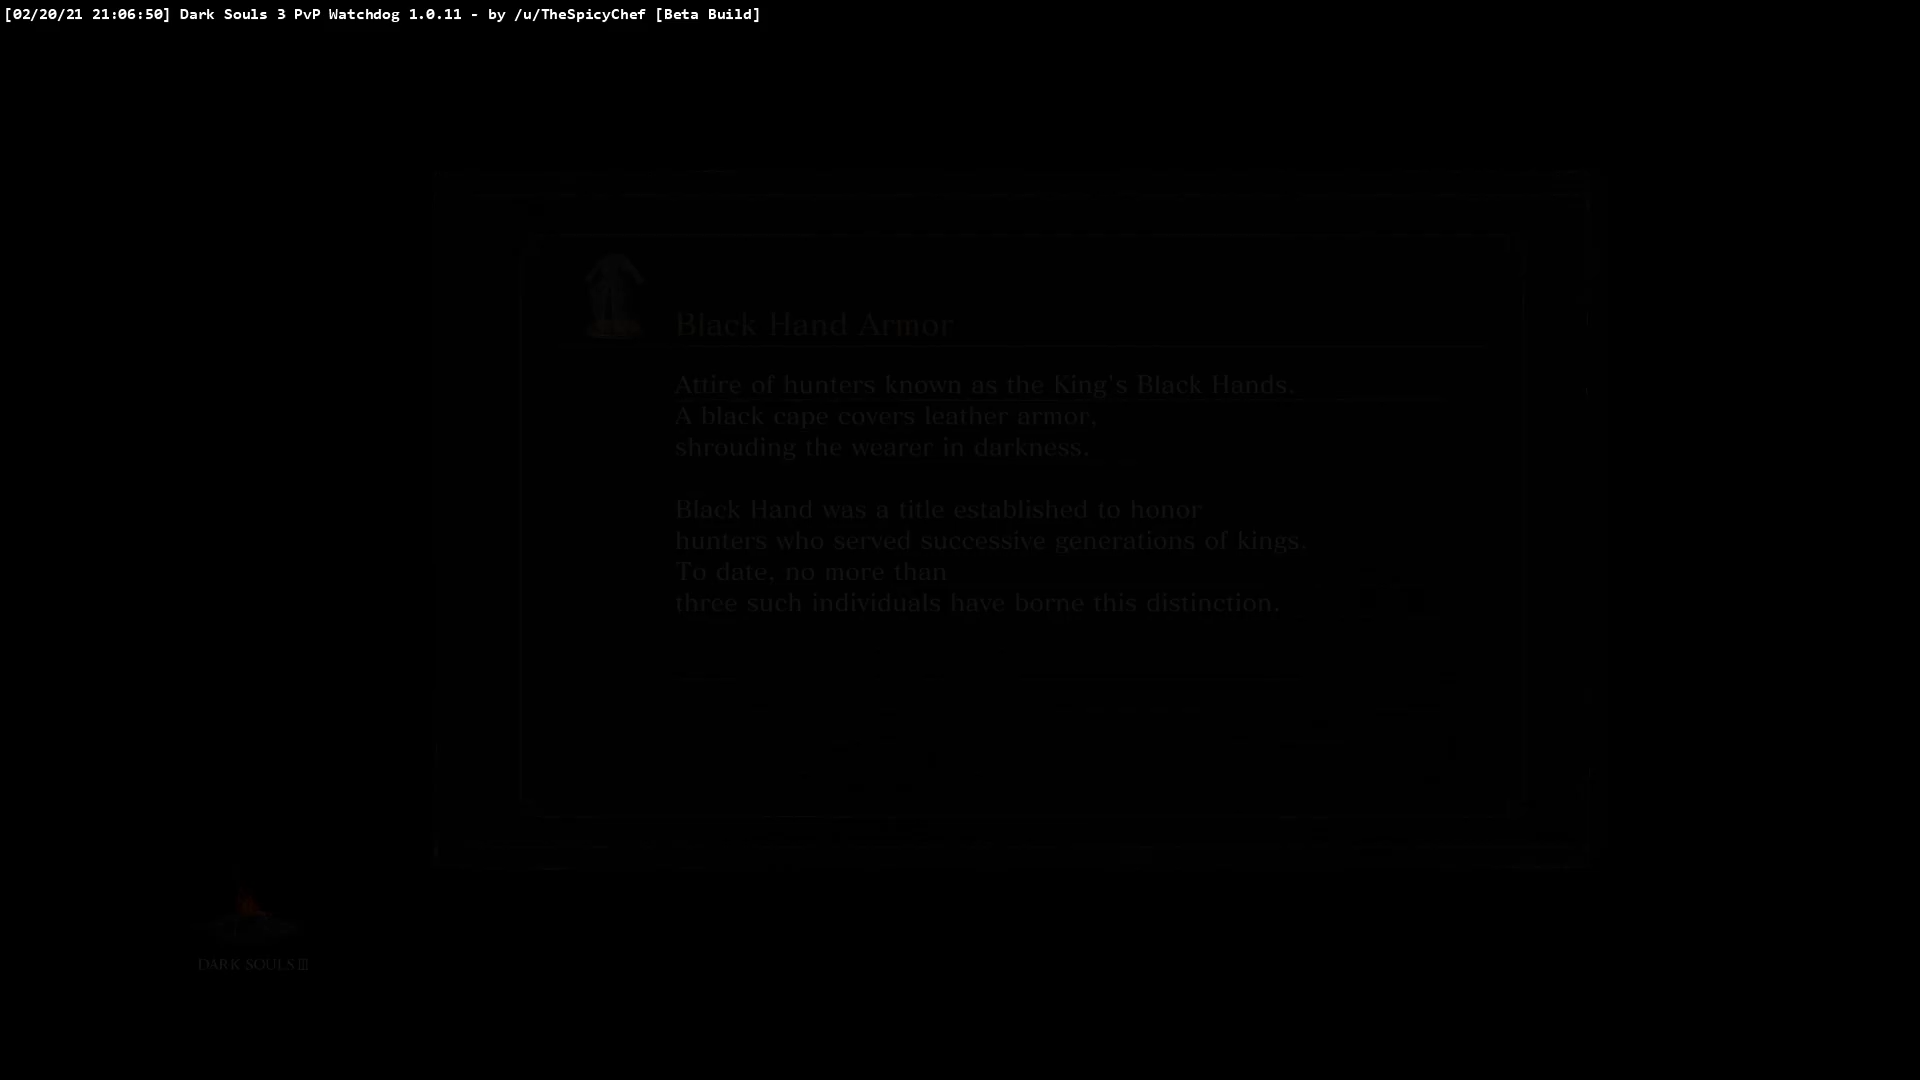 [02/20/21 21:06:50] Dark Souls 3 PvP Watchdog 1.0.11 - by /u/TheSpicyChef [Beta Build]
Black Hand Armor
Attire of hunters known as the King's Black Hands.
A black cape covers leather armor,
shrouding the wearer in darkness.
Black Hand was a title established to honor
hunters who served successive generations of kings.
To date, no more than
three such individuals have borne this distinction.
DARK SOULS III